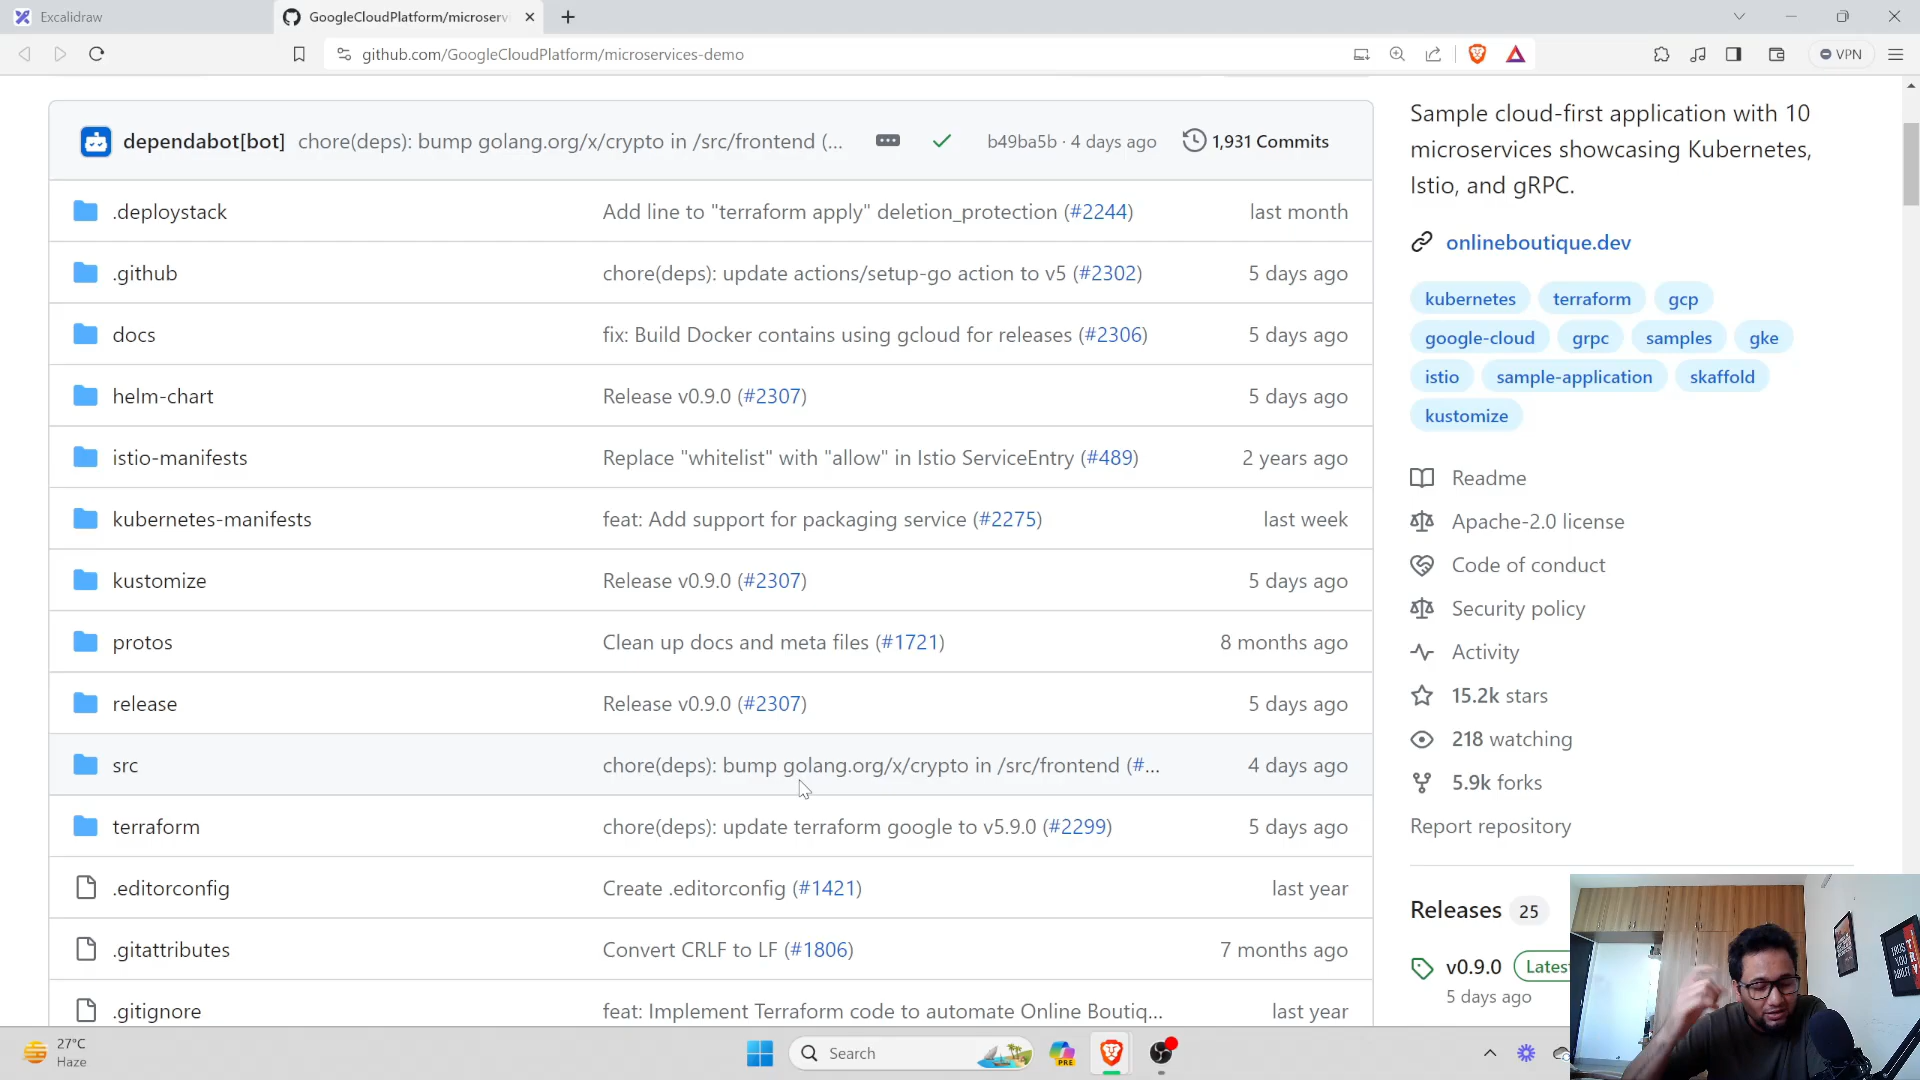 Excalidraw
GoogleCloudPlatform/microserv
github.com/GoogleCloudPlatform/microservices-demo
VPN
dependabot[bot] chore(deps): bump golang.org/x/crypto in /src/frontend (... b49ba5b · 4 days ago 1,931 Commits
.deploystack Add line to "terraform apply" deletion_protection (#2244) last month
.github chore(deps): update actions/setup-go action to v5 (#2302) 5 days ago
docs fix: Build Docker contains using gcloud for releases (#2306) 5 days ago
helm-chart Release v0.9.0 (#2307) 5 days ago
istio-manifests Replace "whitelist" with "allow" in Istio ServiceEntry (#489) 2 years ago
kubernetes-manifests feat: Add support for packaging service (#2275) last week
kustomize Release v0.9.0 (#2307) 5 days ago
protos Clean up docs and meta files (#1721) 8 months ago
release Release v0.9.0 (#2307) 5 days ago
src chore(deps): bump golang.org/x/crypto in /src/frontend (#... 4 days ago
terraform chore(deps): update terraform google to v5.9.0 (#2299) 5 days ago
.editorconfig Create .editorconfig (#1421) last year
.gitattributes Convert CRLF to LF (#1806) 7 months ago
.gitignore feat: Implement Terraform code to automate Online Boutiq... last year
Sample cloud-first application with 10
microservices showcasing Kubernetes,
Istio, and gRPC.
onlineboutique.dev
kubernetes terraform gcp
google-cloud grpc samples gke
istio sample-application skaffold
kustomize
Readme
Apache-2.0 license
Code of conduct
Security policy
Activity
15.2k stars
218 watching
5.9k forks
Report repository
Releases 25
v0.9.0 Lates
5 days ago
27°C
Haze
Search
PRE